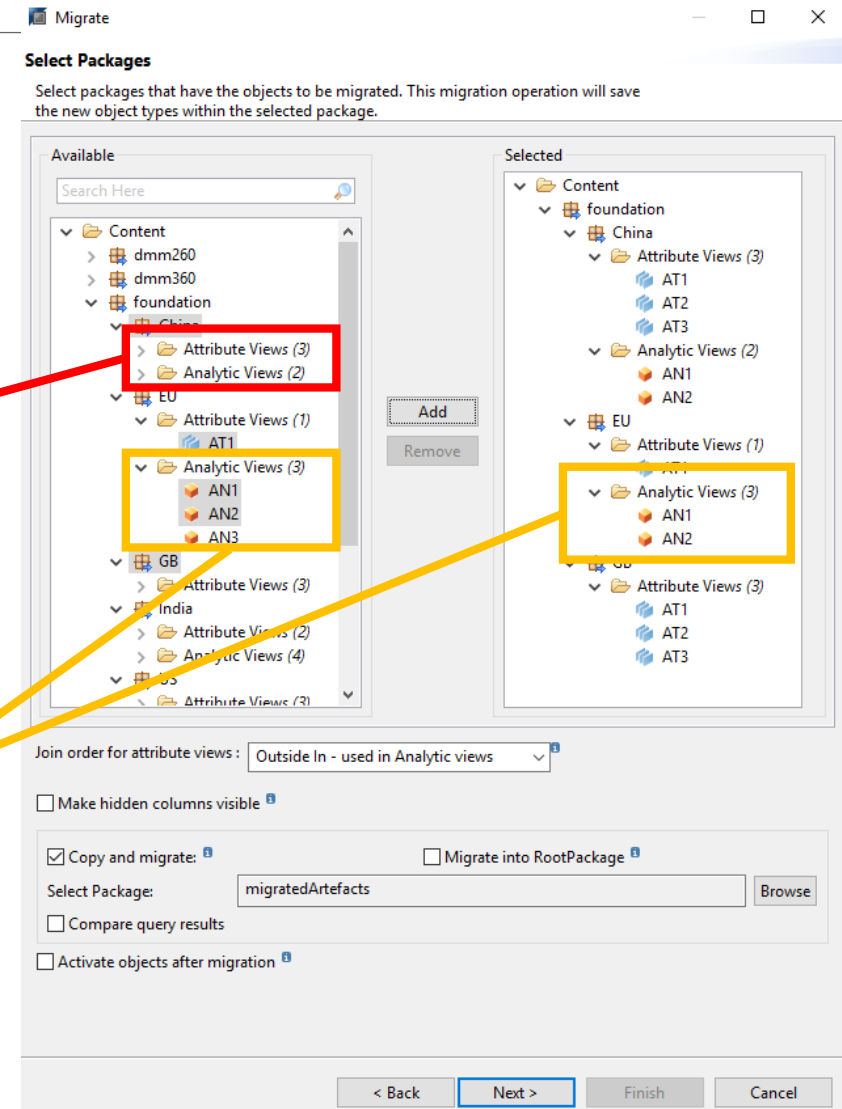 Migrate
Select Packages
Select packages that have the objects to be migrated. This migration operation will save
the new object types within the selected package.
Available
Search Here
Content
dmm260
dmm360
foundation
China
Attribute Views (3)
Analytic Views (2)
EU
Attribute Views (1)
AT1
Analytic Views (3)
AN1
AN2
AN3
GB
Attribute Views (3)
India
Attribute Views (2)
Analytic Views (4)
US
Attribute Views (3)
Add
Remove
Selected
Content
foundation
China
Attribute Views (3)
AT1
AT2
AT3
Analytic Views (2)
AN1
AN2
EU
Attribute Views (1)
AT1
Analytic Views (3)
AN1
AN2
GB
Attribute Views (3)
AT1
AT2
AT3
Join order for attribute views : Outside In - used in Analytic views
Make hidden columns visible
Copy and migrate: Migrate into RootPackage
Select Package: migratedArtefacts Browse
Compare query results
Activate objects after migration
< Back Next > Finish Cancel